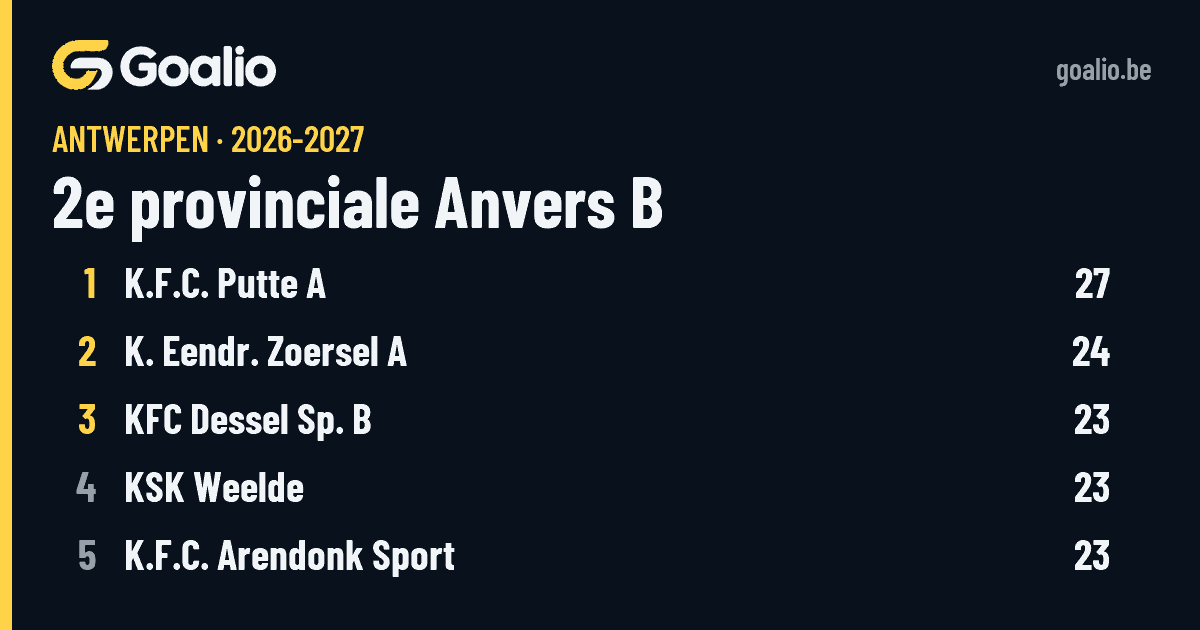 Goalio
goalio.be
ANTWERPEN · 2026-2027
2e provinciale Anvers B
1 K.F.C. Putte A 27
2 K. Eendr. Zoersel A 24
3 KFC Dessel Sp. B 23
4 KSK Weelde 23
5 K.F.C. Arendonk Sport 23